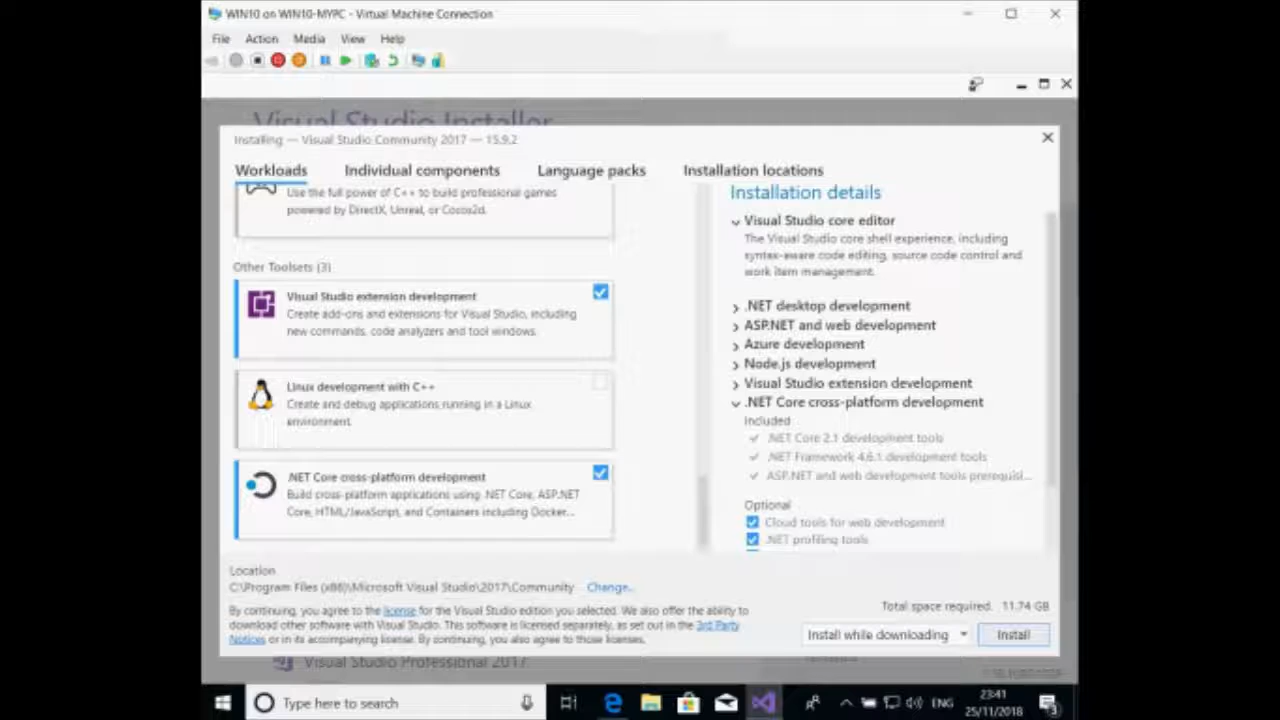 WIN10 on WIN10-MYPC - Virtual Machine Connection
File Action Media View Help
Visual Studio Installer
Installing — Visual Studio Community 2017 — 15.9.2
Workloads Individual components Language packs Installation locations
Use the full power of C++ to build professional games
powered by DirectX, Unreal, or Cocos2d.
Other Toolsets (3)
Visual Studio extension development
Create add-ons and extensions for Visual Studio, including
new commands, code analyzers and tool windows.
Linux development with C++
Create and debug applications running in a Linux
environment.
.NET Core cross-platform development
Build cross-platform applications using .NET Core, ASP.NET
Core, HTML/JavaScript, and Containers including Docker...
Installation details
Visual Studio core editor
The Visual Studio core shell experience, including
syntax-aware code editing, source code control and
work item management.
.NET desktop development
ASP.NET and web development
Azure development
Node.js development
Visual Studio extension development
.NET Core cross-platform development
Included
.NET Core 2.1 development tools
.NET Framework 4.6.1 development tools
ASP.NET and web development tools prerequisi...
Optional
Cloud tools for web development
.NET profiling tools
Location
C:\Program Files (x86)\Microsoft Visual Studio\2017\Community Change...
By continuing, you agree to the license for the Visual Studio edition you selected. We also offer the ability to
download other software with Visual Studio. This software is licensed separately, as set out in the 3rd Party
Notices or in its accompanying license. By continuing, you also agree to those licenses.
Total space required. 11.74 GB
Install while downloading Install
Visual Studio Professional 2017
Type here to search
ENG
23:41
25/11/2018
3